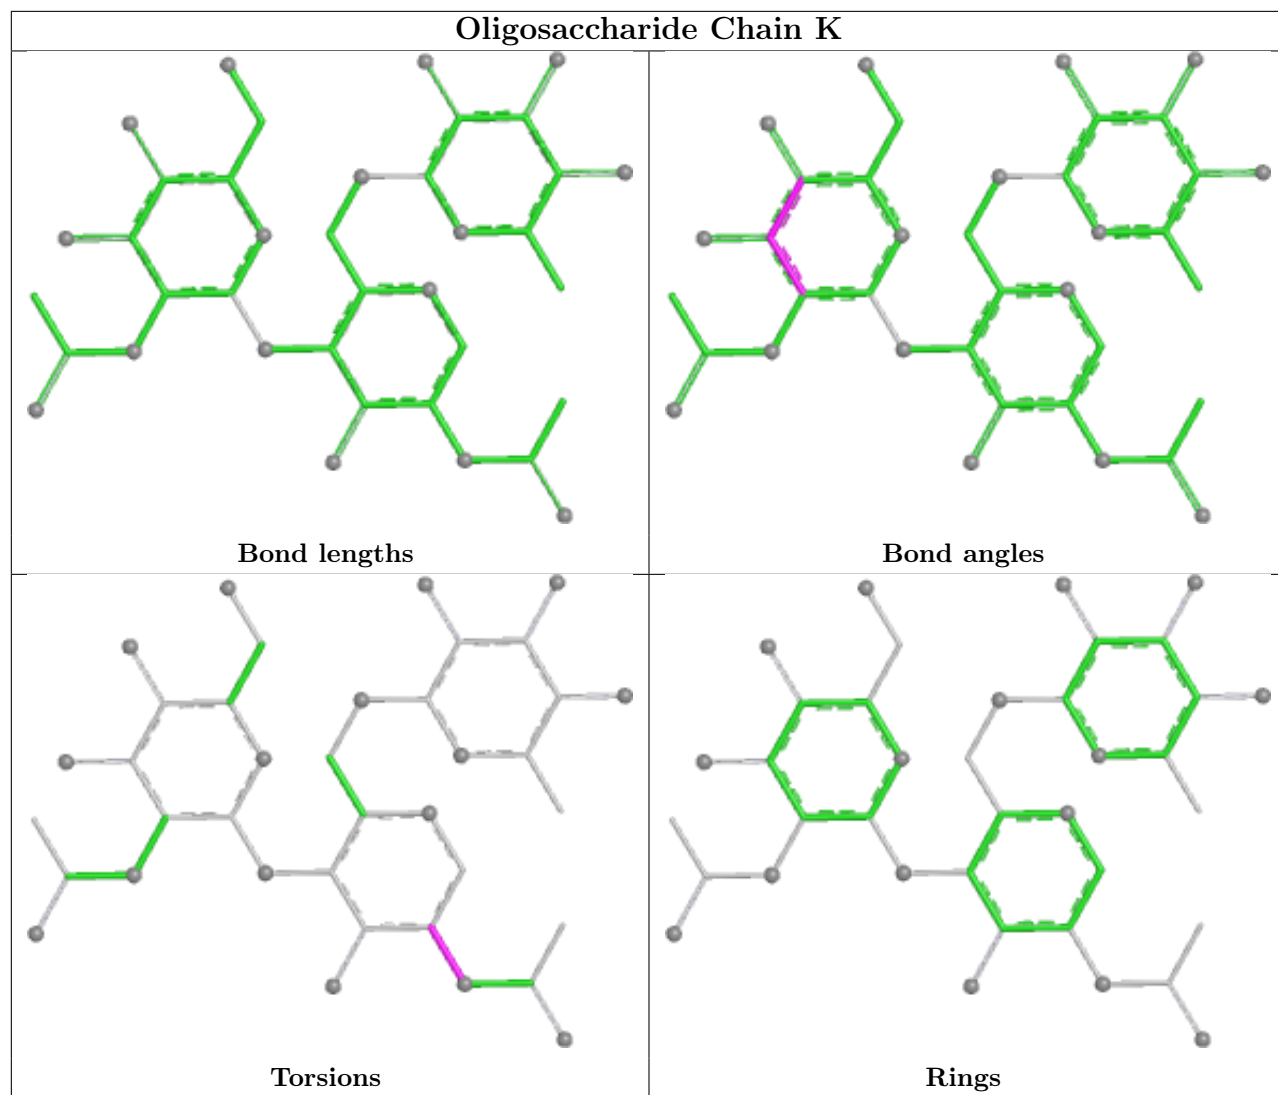 Oligosaccharide Chain K
Bond lengths
Bond angles
Torsions
Rings